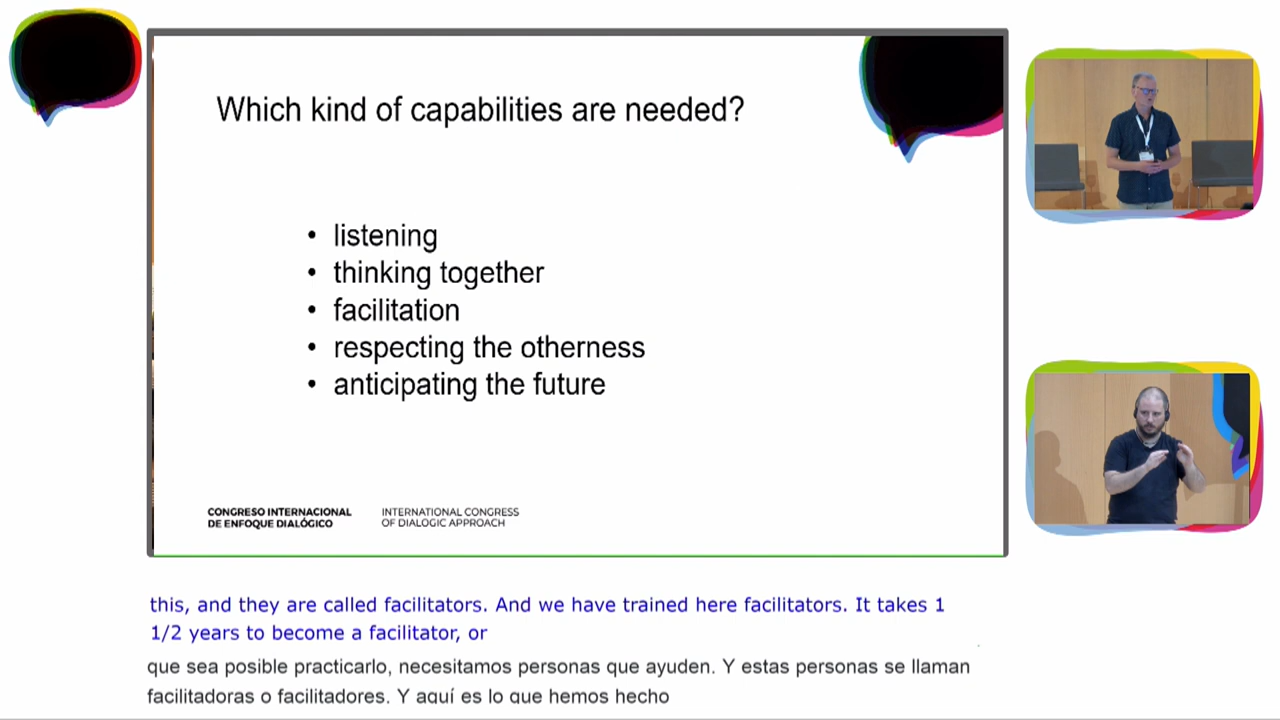 Which kind of capabilities are needed?
• listening
• thinking together
• facilitation
• respecting the otherness
• anticipating the future
CONGRESO INTERNACIONAL
DE ENFOQUE DIALÓGICO
INTERNATIONAL CONGRESS
OF DIALOGIC APPROACH
this, and they are called facilitators. And we have trained here facilitators. It takes 1
1/2 years to become a facilitator, or
que sea posible practicarlo, necesitamos personas que ayuden. Y estas personas se llaman
facilitadoras o facilitadores. Y aquí es lo que hemos hecho